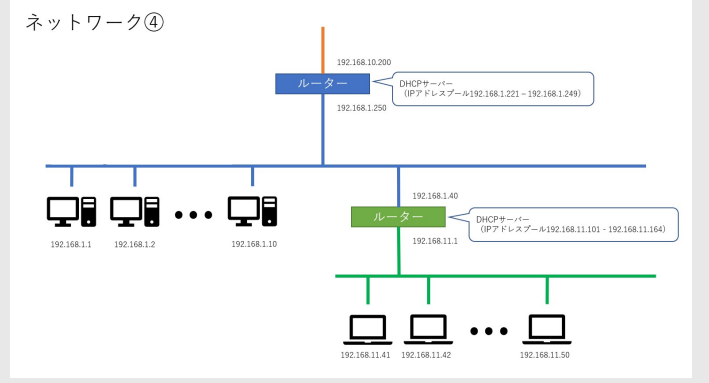 ネットワーク④
192.168.10.200
ルーター
DHCPサーバー
（IPアドレスプール192.168.1.221 – 192.168.1.249）
192.168.1.250
192.168.1.40
192.168.1.1
192.168.1.2
192.168.1.10
ルーター
DHCPサーバー
（IPアドレスプール192.168.11.101 - 192.168.11.164）
192.168.11.1
192.168.11.41
192.168.11.42
192.168.11.50